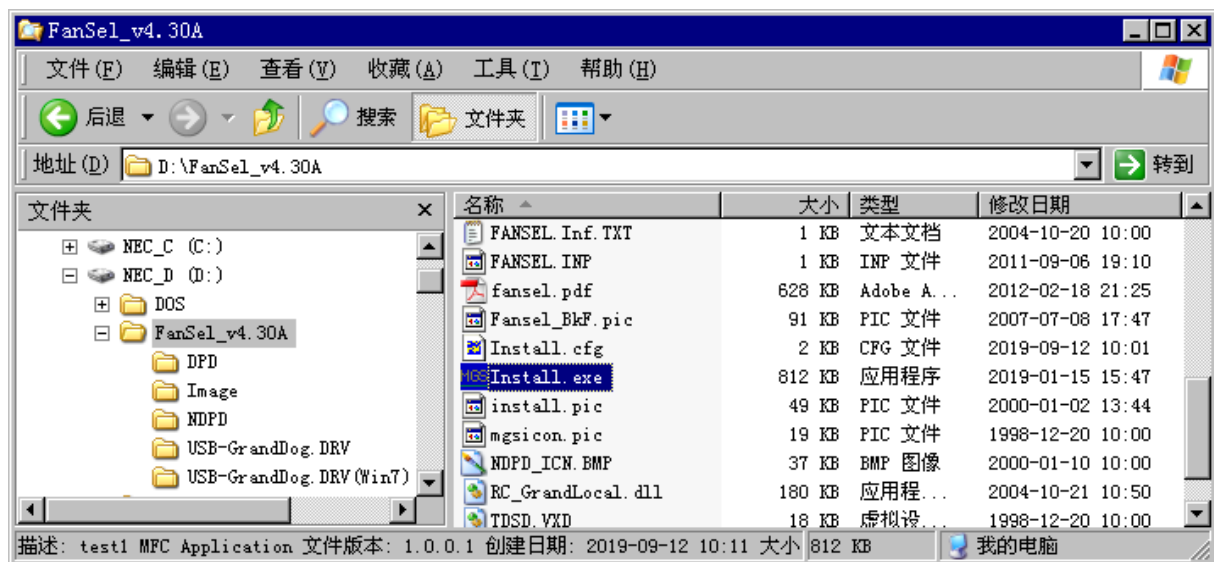 FanSel_v4.30A
文件(F) 编辑(E) 查看(V) 收藏(A) 工具(T) 帮助(H)
后退 搜索 文件夹
地址(D) D:\FanSel_v4.30A 转到
文件夹 x 名称 大小 类型 修改日期
NEC_C (C:) FANSEL.Inf.TXT 1 KB 文本文档 2004-10-20 10:00
NEC_D (D:) FANSEL.INP 1 KB INP 文件 2011-09-06 19:10
DOS fansel.pdf 628 KB Adobe A... 2012-02-18 21:25
FanSel_v4.30A Fansel_BkF.pic 91 KB PIC 文件 2007-07-08 17:47
DPD Install.cfg 2 KB CFG 文件 2019-09-12 10:01
Image MGS Install.exe 812 KB 应用程序 2019-01-15 15:47
NDPD install.pic 49 KB PIC 文件 2000-01-02 13:44
USB-GrandDog.DRV mgsicon.pic 19 KB PIC 文件 1998-12-20 10:00
USB-GrandDog.DRV(Win7) NDPD_ICN.BMP 37 KB BMP 图像 2000-01-10 10:00
RC_GrandLocal.dll 180 KB 应用程... 2004-10-21 10:50
TDSD.VXD 18 KB 虚拟设... 1998-12-20 10:00
描述: test1 MFC Application 文件版本: 1.0.0.1 创建日期: 2019-09-12 10:11 大小 812 KB 我的电脑